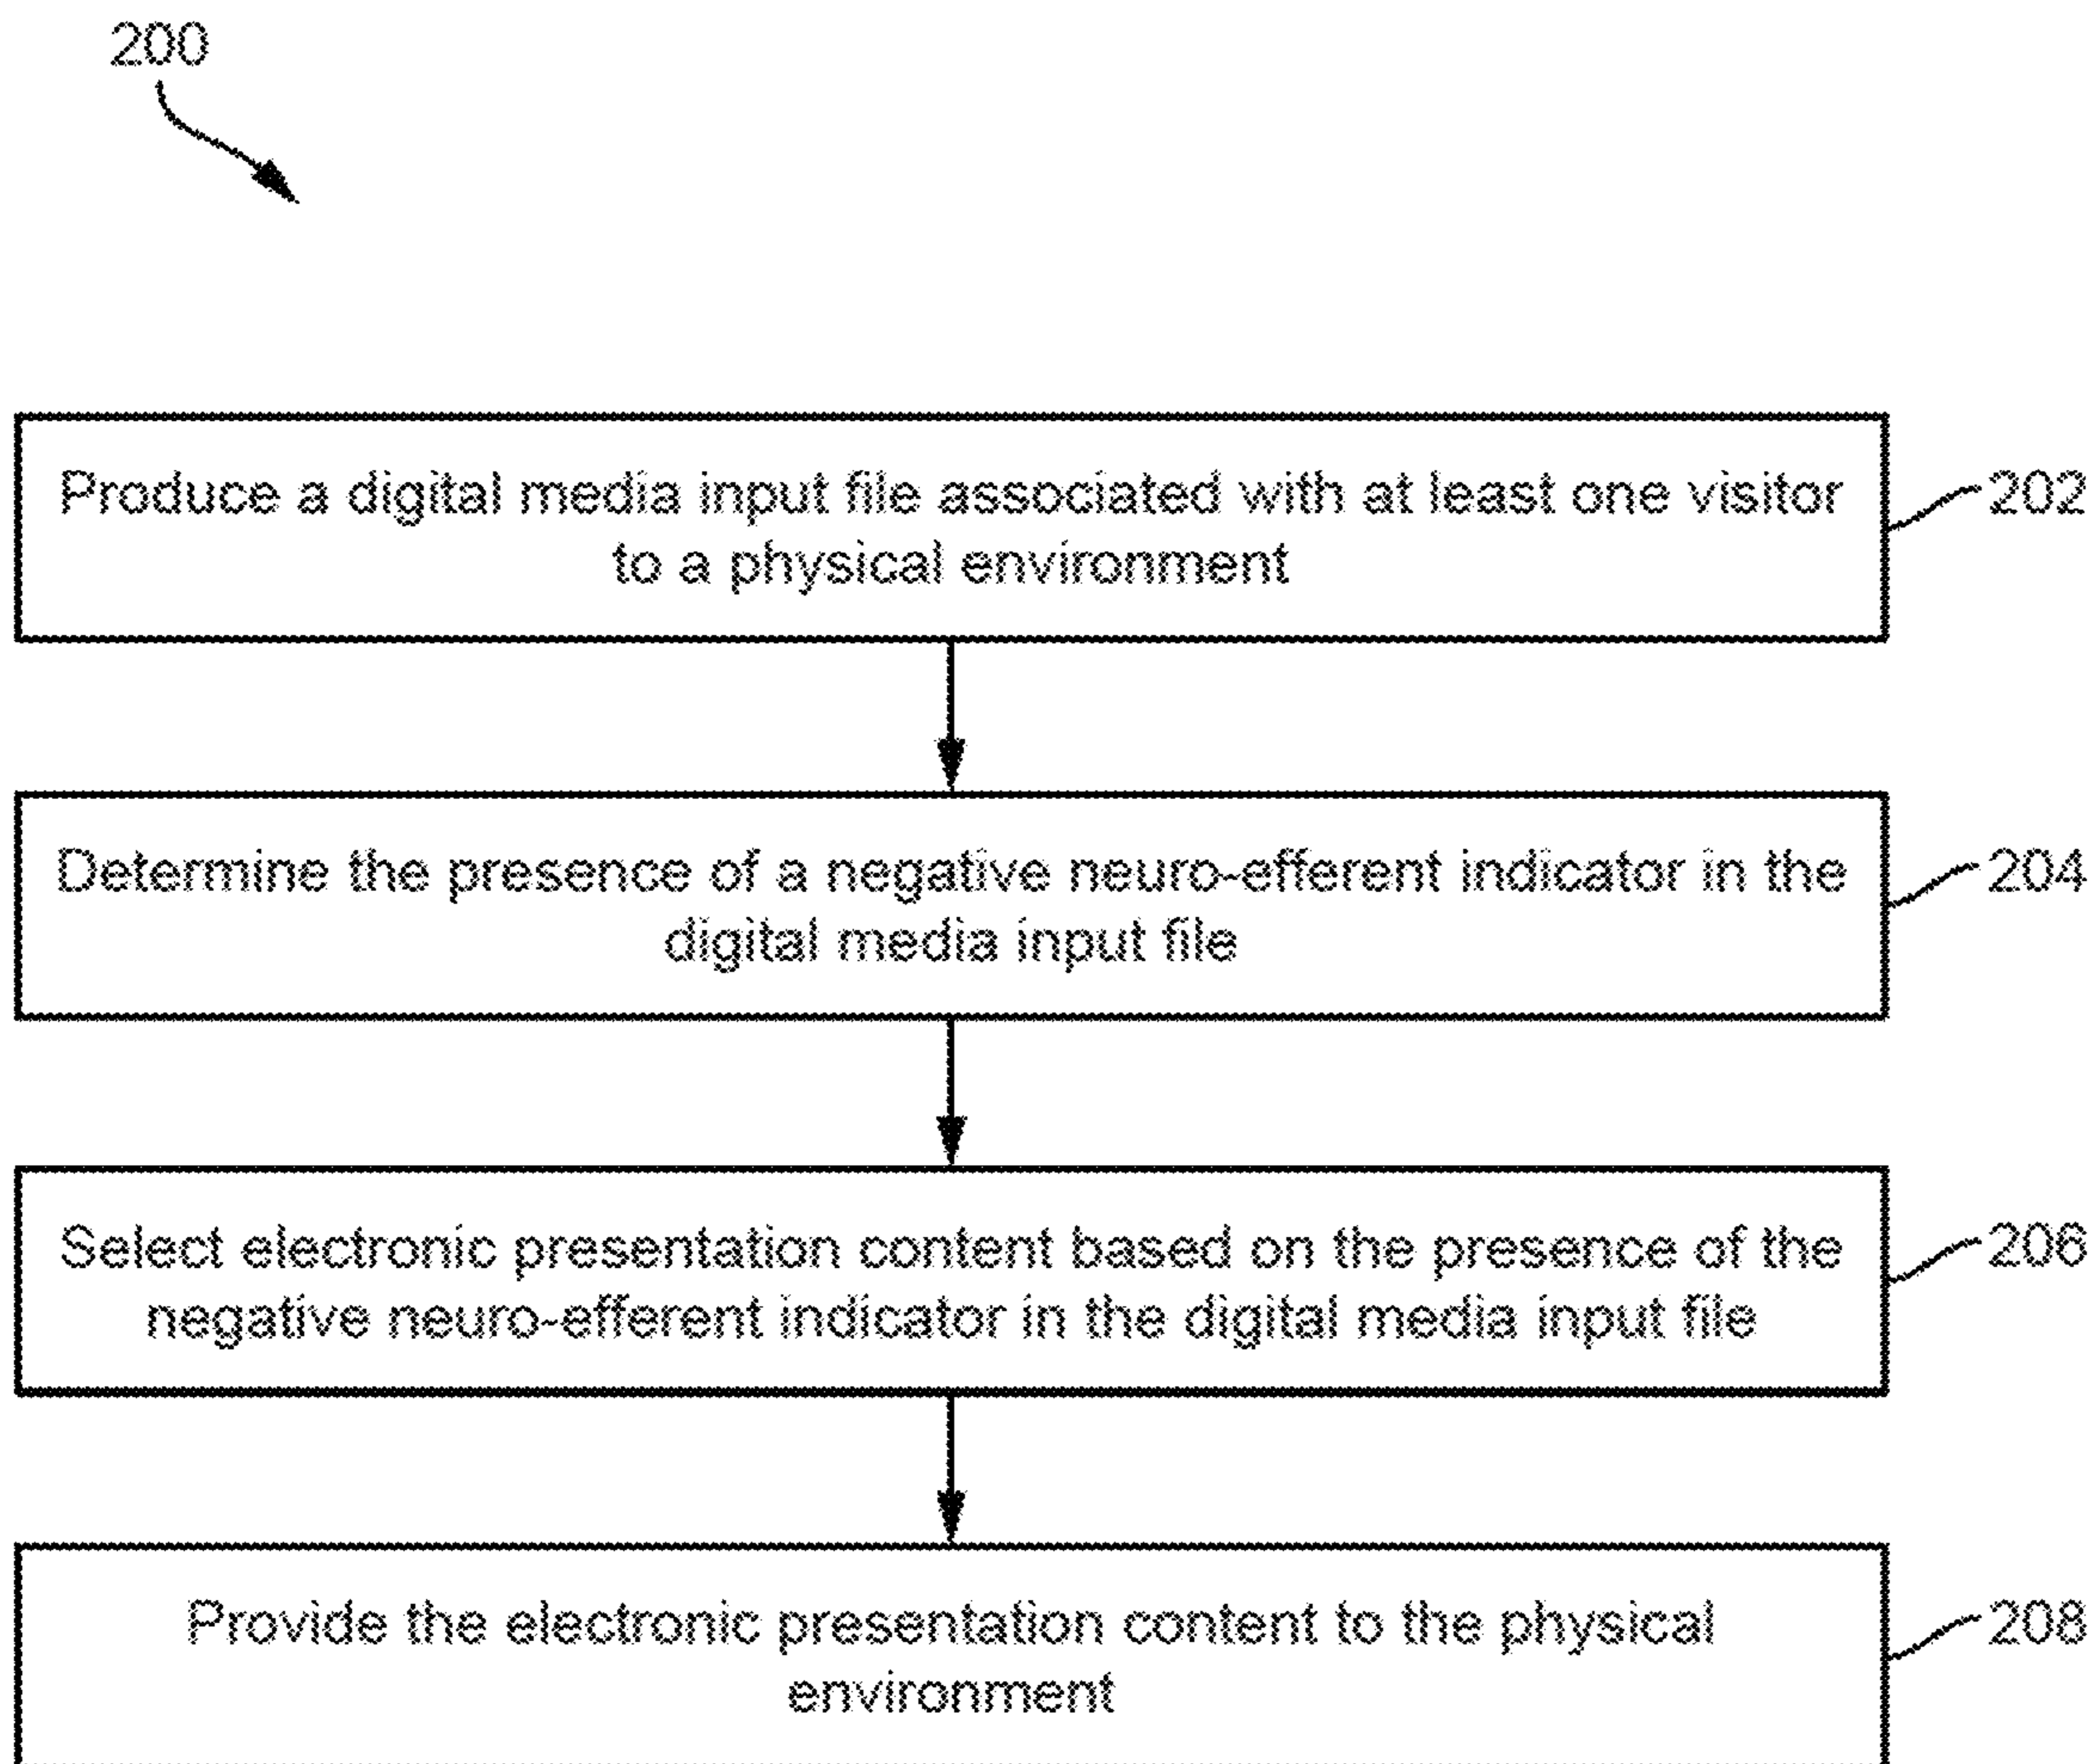 200
Produce a digital media input file associated with at least one visitor
to a physical environment
202
Determine the presence of a negative neuro-efferent indicator in the
digital media input file
204
Select electronic presentation content based on the presence of the
negative neuro-efferent indicator in the digital media input file
206
Provide the electronic presentation content to the physical
environment
208